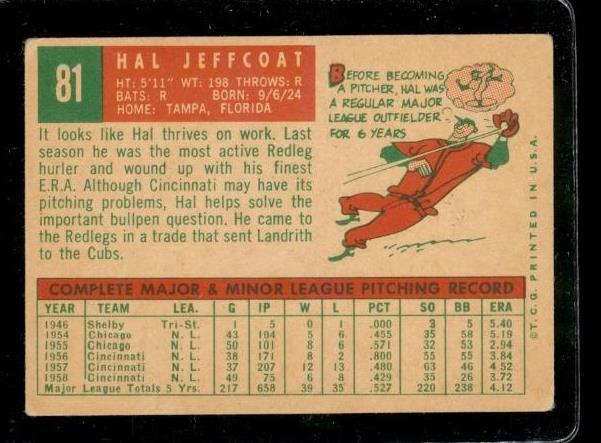 81
HAL JEFFCOAT
HT: 5'11" WT: 198 THROWS: R
BATS: R BORN: 9/6/24
HOME: TAMPA, FLORIDA
It looks like Hal thrives on work. Last
season he was the most active Redleg
hurler and wound up with his finest
E.R.A. Although Cincinnati may have its
pitching problems, Hal helps solve the
important bullpen question. He came to
the Redlegs in a trade that sent Landrith
to the Cubs.
BEFORE BECOMING
A PITCHER, HAL WAS
A REGULAR MAJOR
LEAGUE OUTFIELDER
FOR 6 YEARS
©T.C.G. PRINTED IN U.S.A.
COMPLETE MAJOR & MINOR LEAGUE PITCHING RECORD
YEAR TEAM LEA. G IP W L PCT SO BB ERA
1946 Shelby Tri-St. 1 5 0 1 .000 3 5 5.40
1954 Chicago N. L. 43 104 5 6 .455 35 58 5.19
1955 Chicago N. L. 50 101 8 6 .571 32 53 2.94
1956 Cincinnati N. L. 38 171 8 2 .800 55 55 3.84
1957 Cincinnati N. L. 37 207 12 13 .480 63 46 4.52
1958 Cincinnati N. L. 49 75 6 8 .429 35 26 3.72
Major League Totals 5 Yrs. 217 658 39 35 .527 220 238 4.12